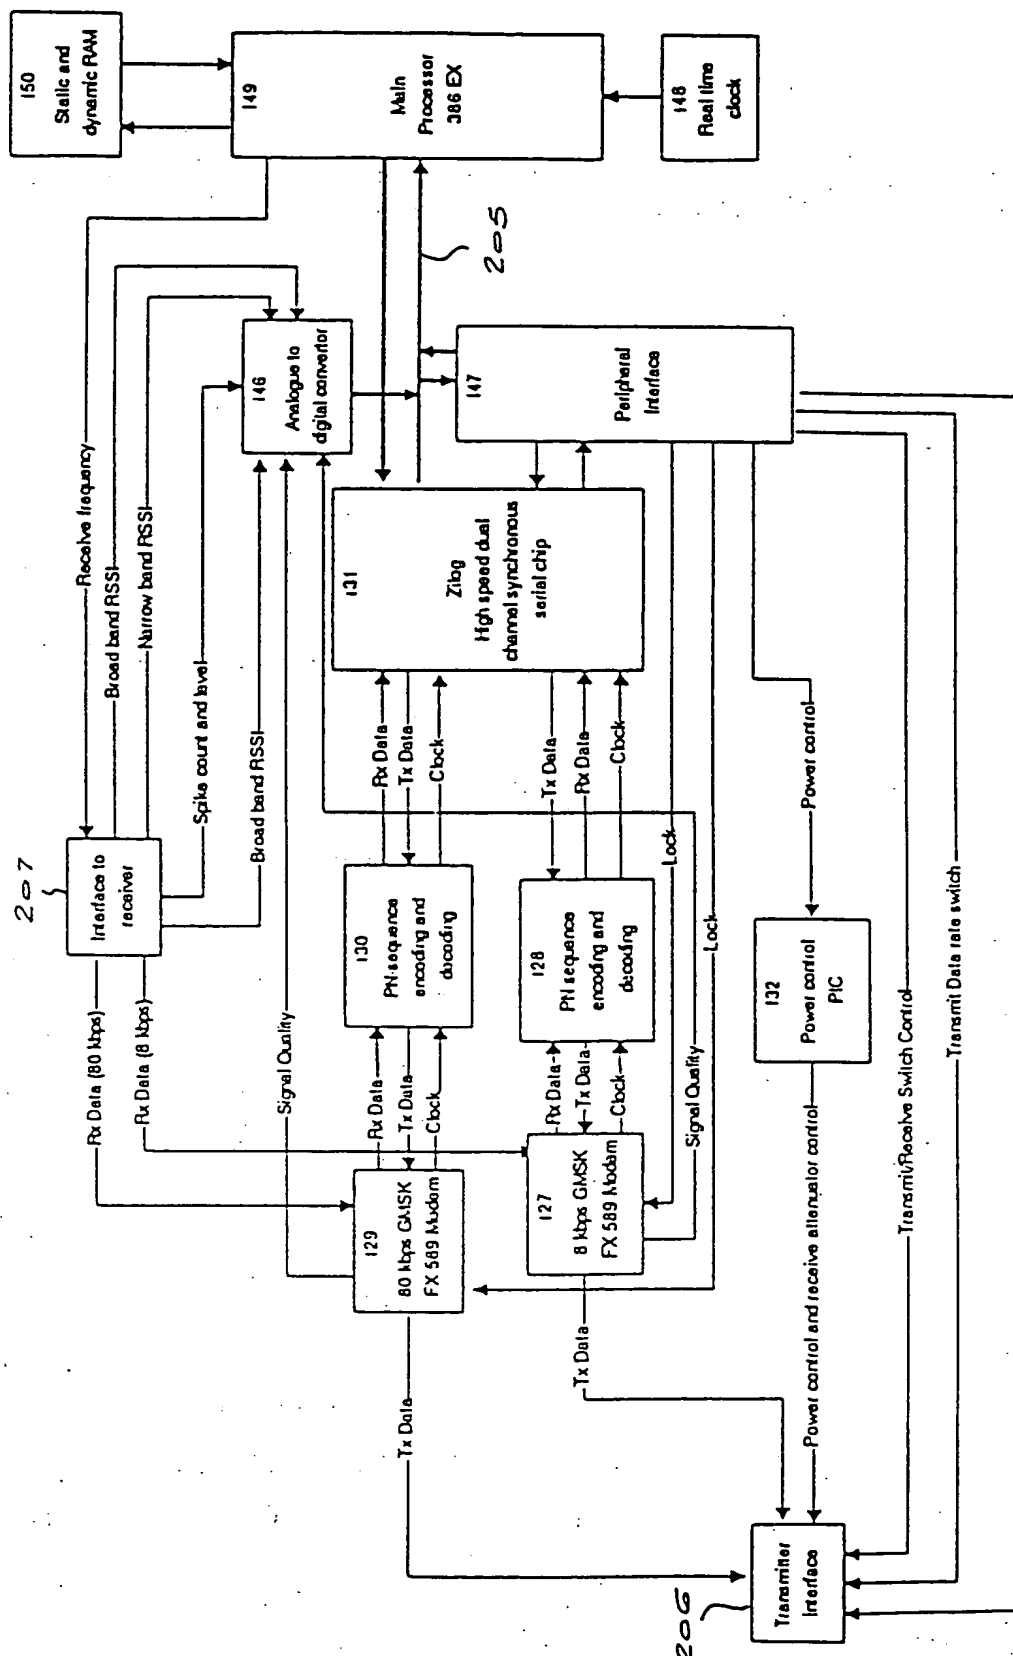 150
Static and
dynamic RAM
149
Main
Processor
386 EX
148
Real time
clock
205
Receive frequency
Broad band RSSI
Narrow band RSSI
Spike count and level
Broad band RSSI
146
Analogue to
digital convertor
147
Peripheral
Interface
131
Zilog
High speed dual
channel synchronous
serial chip
207
Interface to
receiver
Rx Data
Tx Data
Clock
Tx Data
Rx Data
Clock
Lock
Lock
Power control
130
PN-sequence
encoding and
decoding
128
PN sequence
encoding and
decoding
132
Power control
PIC
Rx Data (80 kbps)
Rx Data (8 kbps)
Signal Quality
Rx Data
Tx Data
Clock
Rx Data
Tx Data
Clock
Signal Quality
129
80 kbps GMSK
FX 589 Modem
127
8 kbps GMSK
FX 589 Modem
Tx Data
Tx Data
Power control and receive attenuator control
Transmit/Receive Switch Control
Transmit Data rate switch
206
Transmitter
Interface